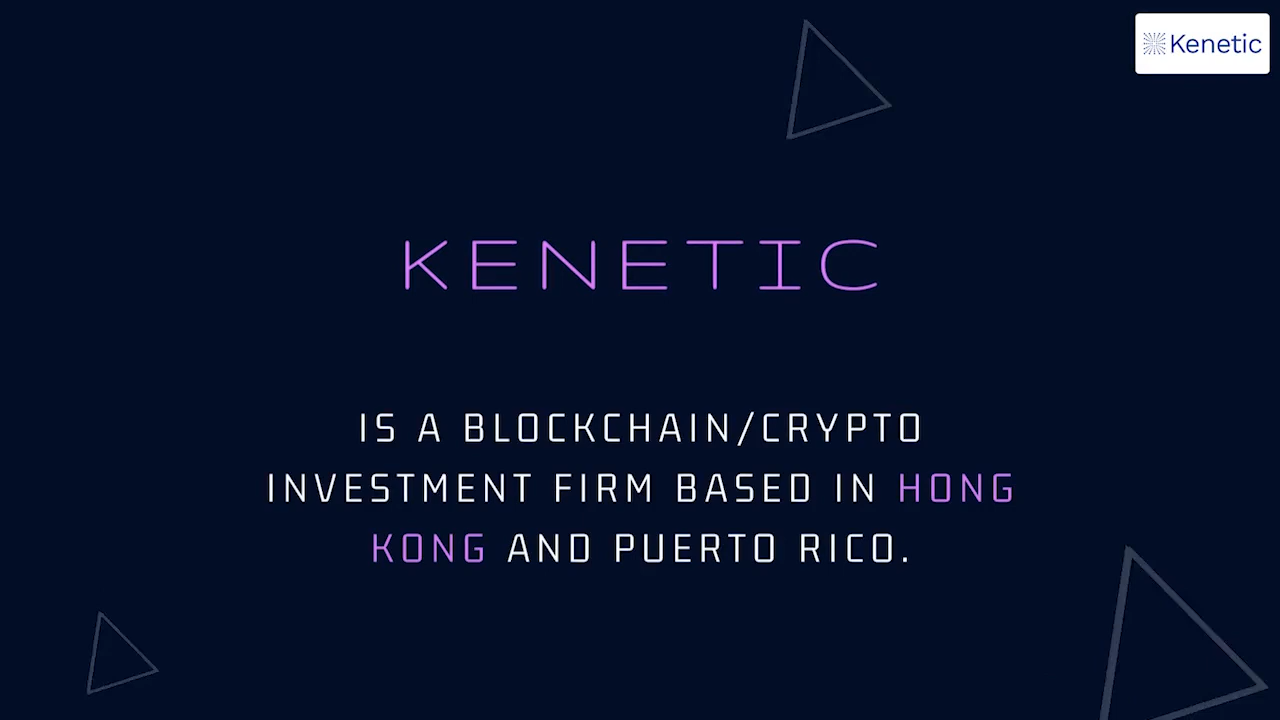 Kenetic
KENETIC
IS A BLOCKCHAIN/CRYPTO
INVESTMENT FIRM BASED IN HONG
KONG AND PUERTO RICO.